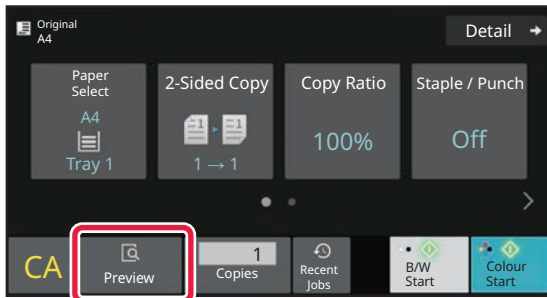 Original
A4
Detail
Paper
Select
A4
Tray 1
2-Sided Copy
1 → 1
Copy Ratio
100%
Staple / Punch
Off
CA
Preview
1
Copies
Recent
Jobs
B/W
Start
Colour
Start